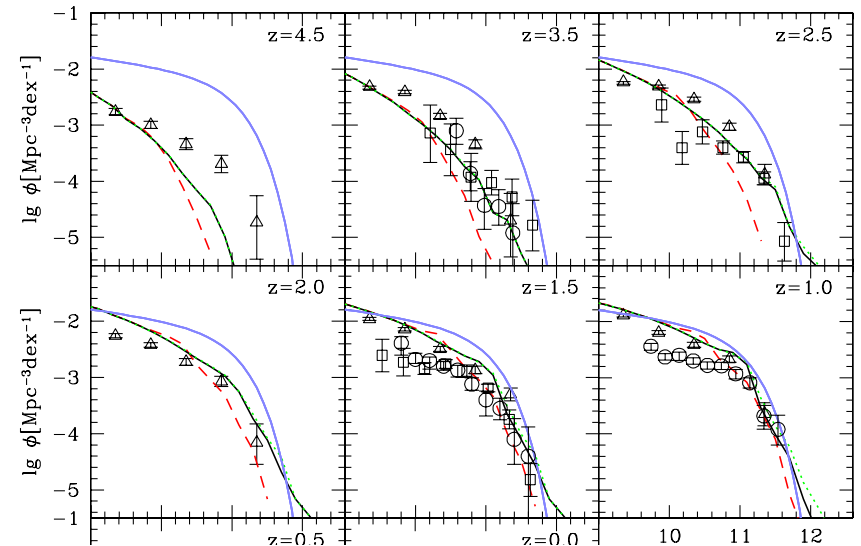 −1
z=4.5
z=3.5
z=2.5
−2
−3
−4
−5
lg φ[Mpc⁻³dex⁻¹]
z=2.0
z=1.5
z=1.0
−2
−3
−4
−5
lg φ[Mpc⁻³dex⁻¹]
−1
z=0.5
z=0.0
10 11 12